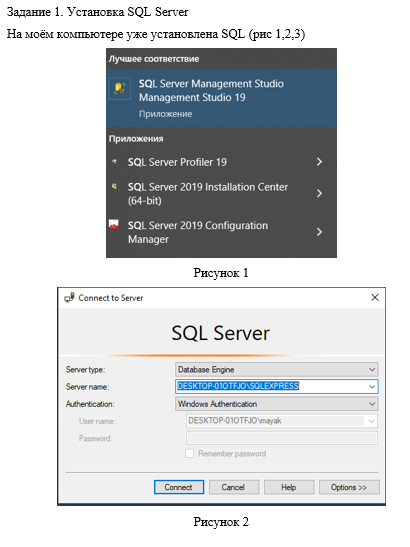 Задание 1. Установка SQL Server
На моём компьютере уже установлена SQL (рис 1,2,3)
Лучшее соответствие
SQL Server Management Studio
Management Studio 19
Приложение
Приложения
SQL Server Profiler 19
SQL Server 2019 Installation Center
(64-bit)
SQL Server 2019 Configuration
Manager
Рисунок 1
Connect to Server
SQL Server
Server type:
Database Engine
Server name:
DESKTOP-01OTFJO\SQLEXPRESS
Authentication:
Windows Authentication
User name:
DESKTOP-01OTFJO\mayak
Password:
Remember password
Connect
Cancel
Help
Options >>
Рисунок 2